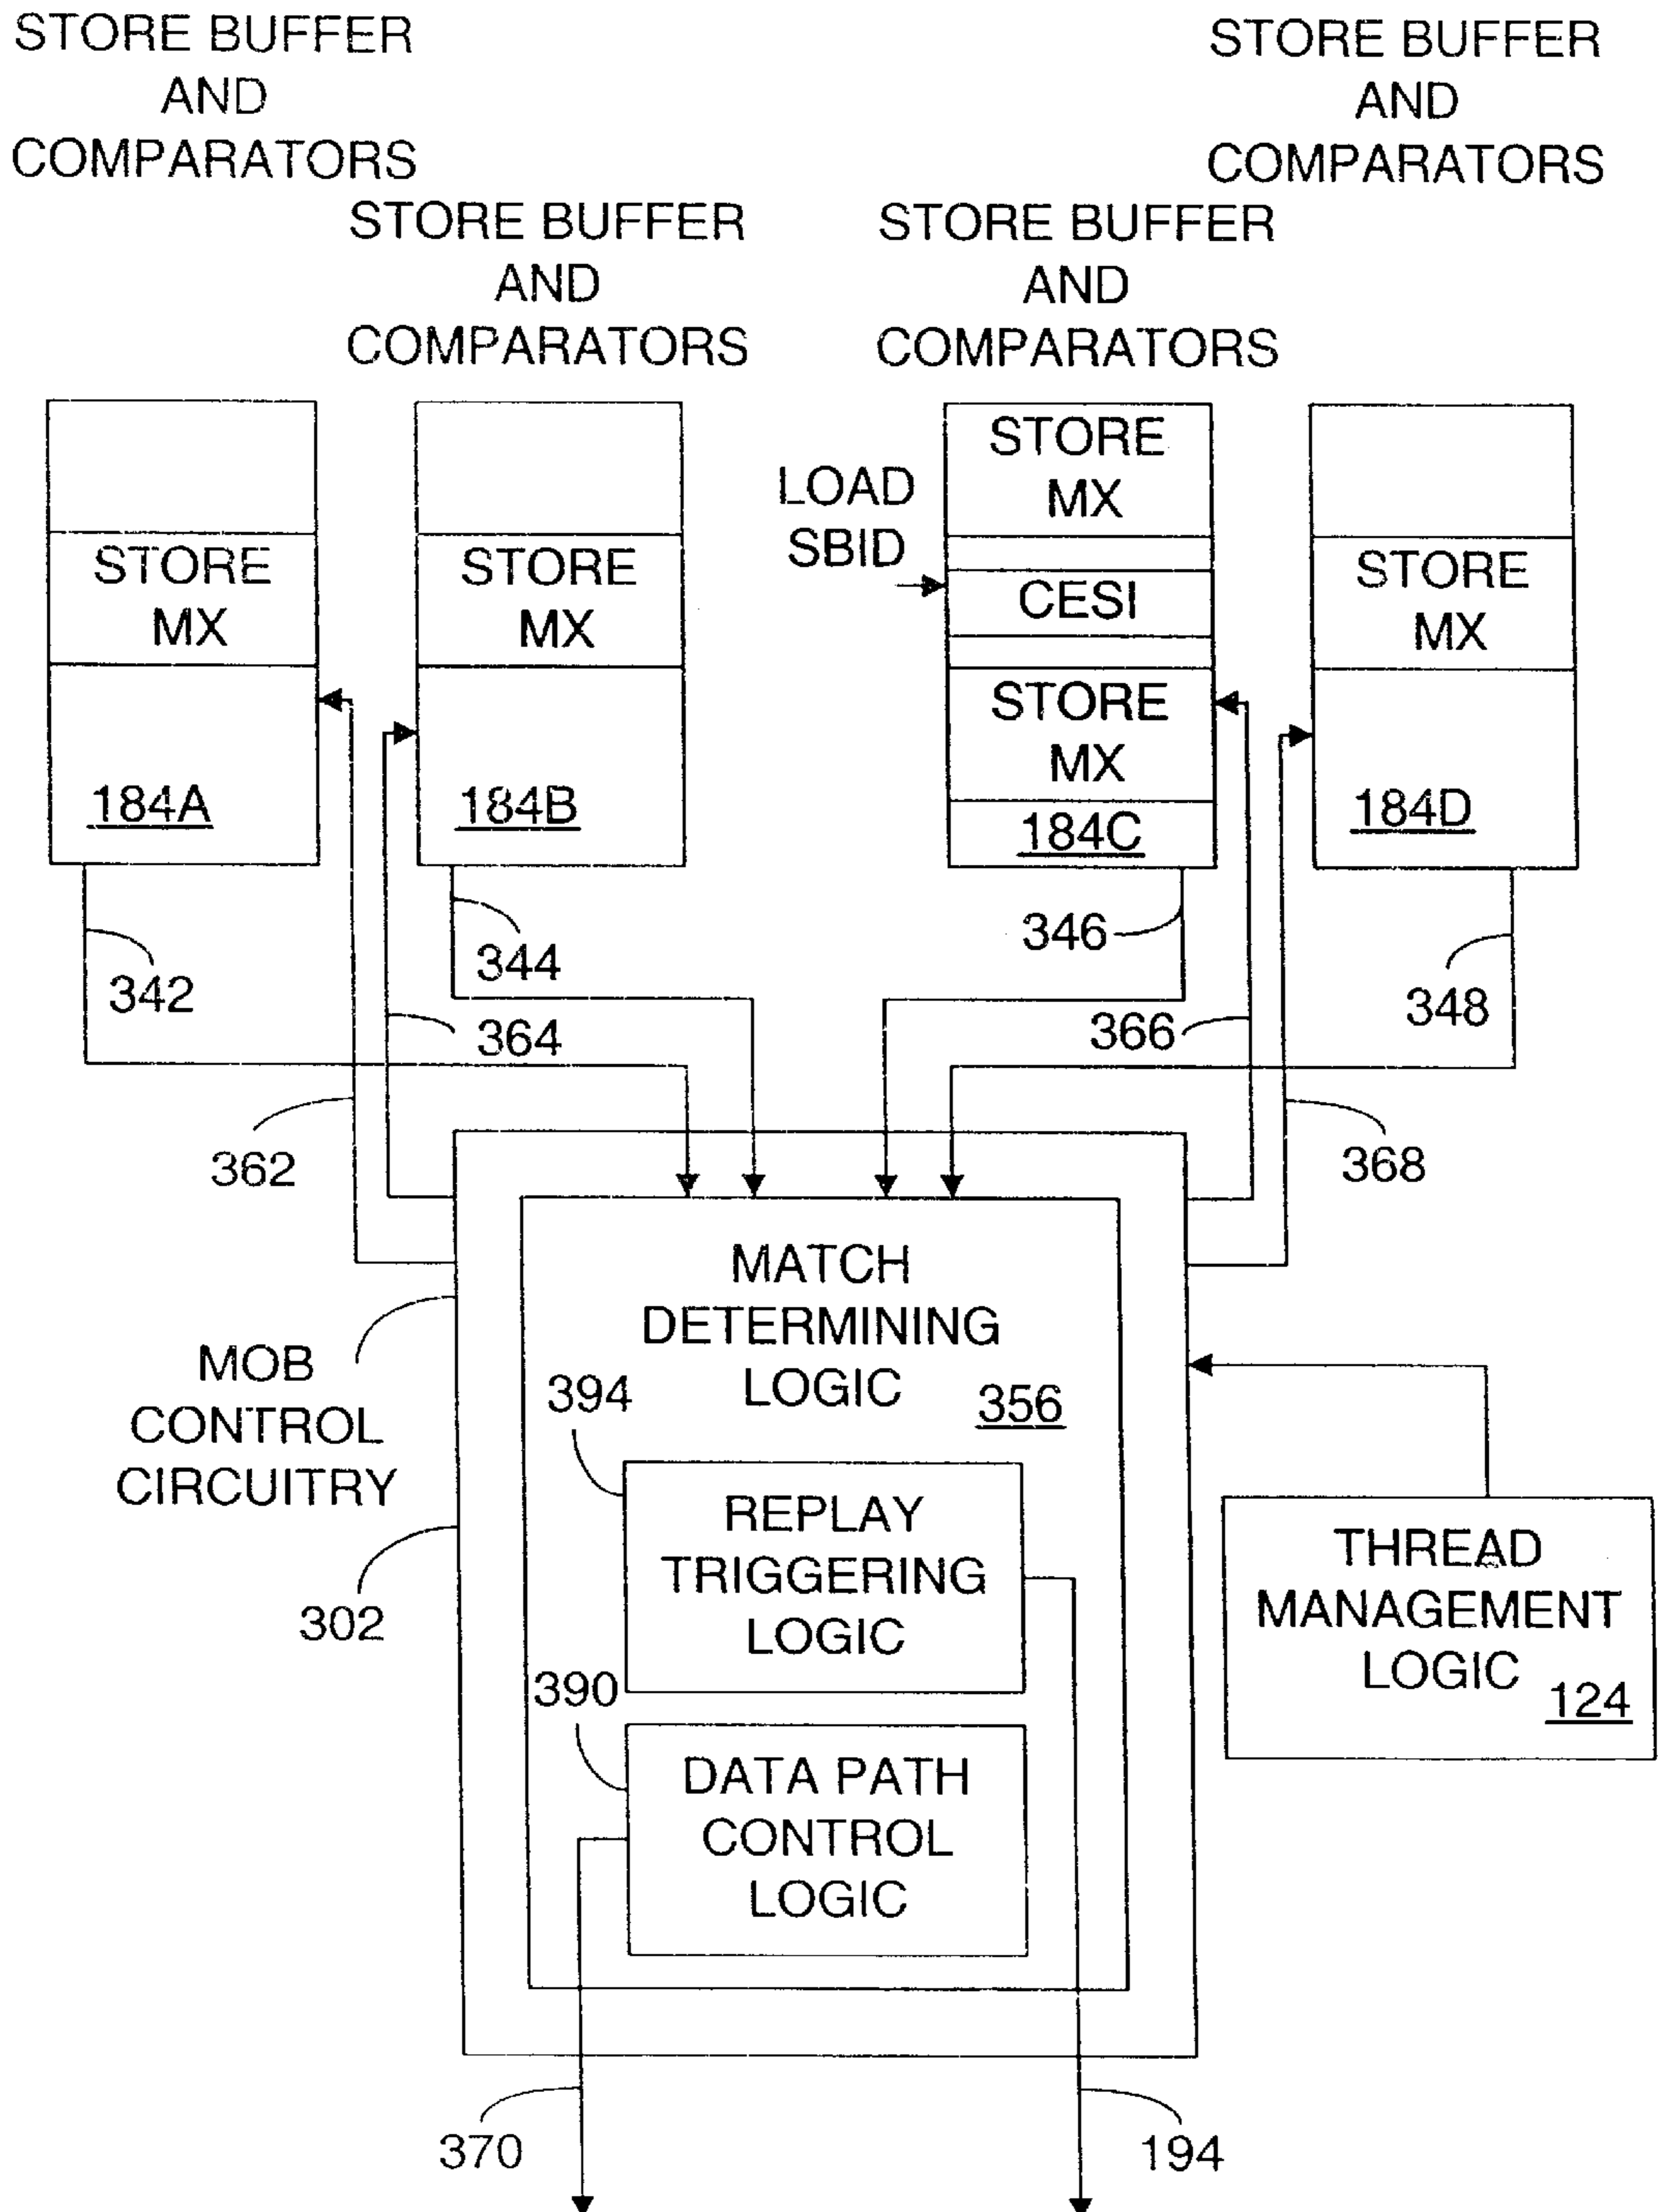 STORE BUFFER
AND
COMPARATORS
STORE BUFFER
AND
COMPARATORS
STORE BUFFER
AND
COMPARATORS
STORE BUFFER
AND
COMPARATORS
STORE
MX
184A
STORE
MX
184B
LOAD
SBID
STORE
MX
CESI
STORE
MX
184C
STORE
MX
184D
342
344
346
348
364
366
362
368
MATCH
DETERMINING
LOGIC
356
MOB
CONTROL
CIRCUITRY
302
394
REPLAY
TRIGGERING
LOGIC
390
DATA PATH
CONTROL
LOGIC
THREAD
MANAGEMENT
LOGIC
124
370
194